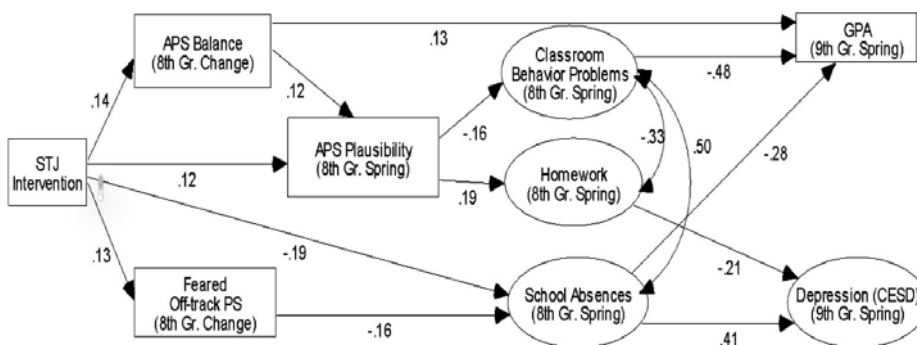 APS Balance
(8th Gr. Change)
.13
GPA
(9th Gr. Spring)
Classroom
Behavior Problems
(8th Gr. Spring)
-.48
.14
.12
-.16
STJ
Intervention
.12
APS Plausibility
(8th Gr. Spring)
-.33
.50
-.28
.19
Homework
(8th Gr. Spring)
.13
-.19
-.21
Feared
Off-track PS
(8th Gr. Change)
-.16
School Absences
(8th Gr. Spring)
.41
Depression (CESD)
(9th Gr. Spring)